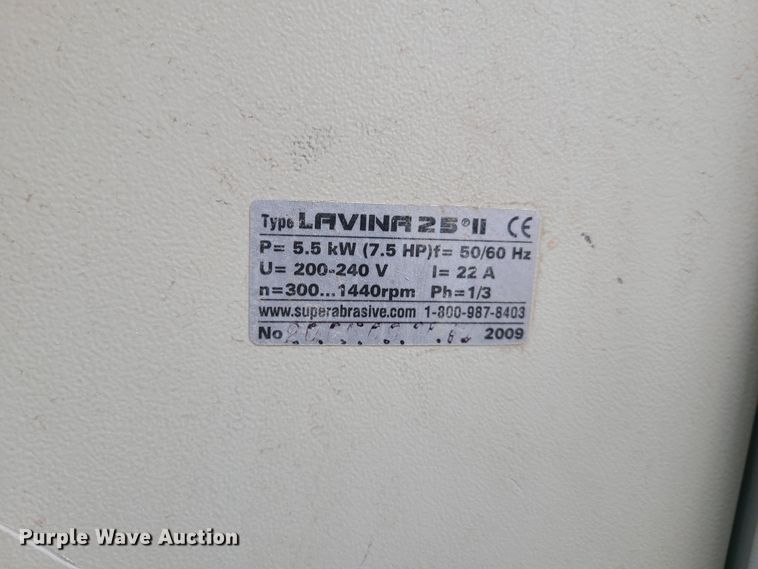 Type LAVINA 25®II CE
P= 5.5 kW (7.5 HP)f= 50/60 Hz
U= 200-240 V I= 22 A
n=300...1440rpm Ph=1/3
www.superabrasive.com 1-800-987-8403
No 2009
Purple Wave Auction